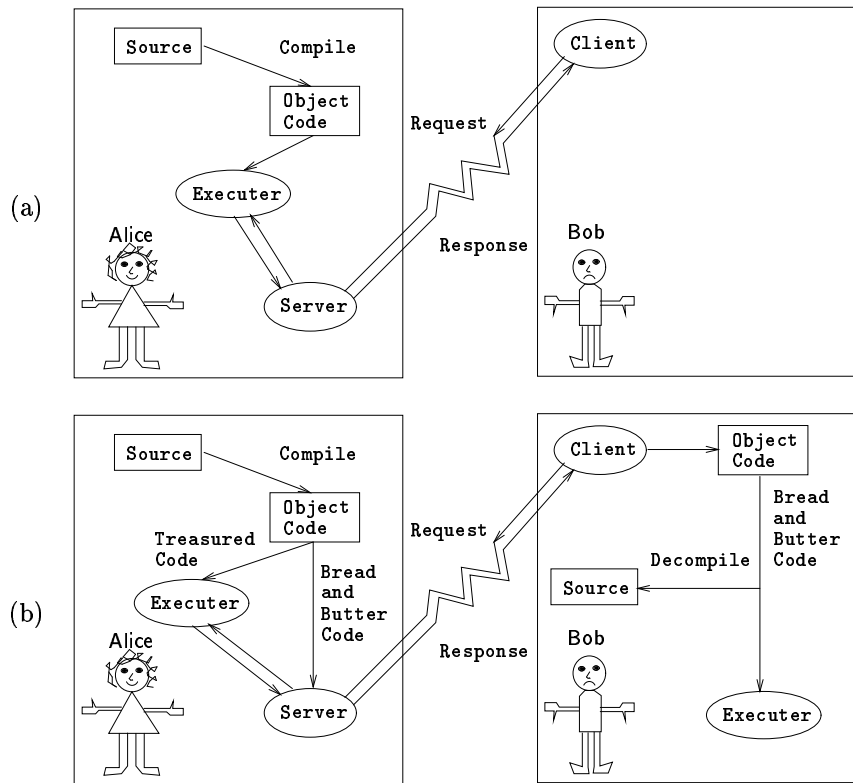 Source
Compile
Object
Code
Executer
Server
Alice
(a)
Request
Response
Client
Bob
Source
Compile
Object
Code
Treasured
Code
Bread
and
Butter
Code
Executer
Server
Alice
(b)
Request
Response
Client
Object
Code
Bread
and
Butter
Code
Decompile
Source
Bob
Executer